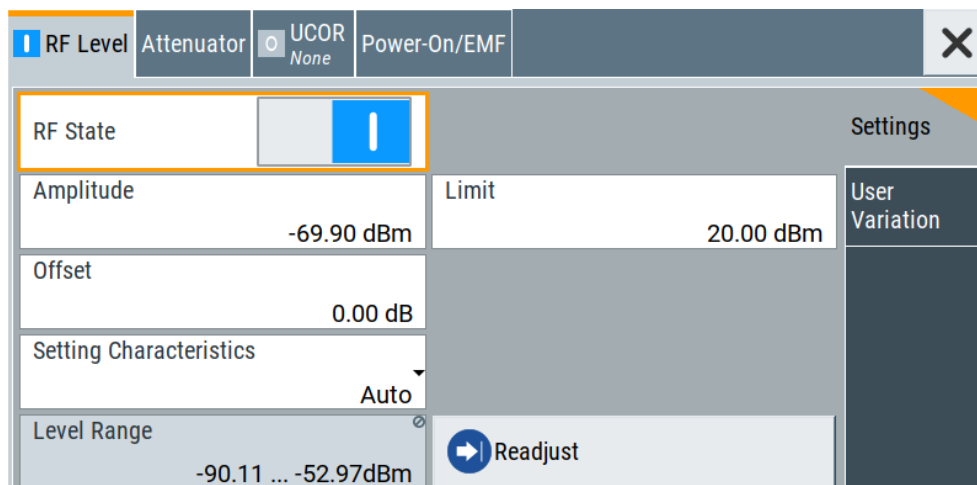 RF Level Attenuator UCOR None Power-On/EMF
RF State
Settings
Amplitude
-69.90 dBm
Limit
20.00 dBm
User
Variation
Offset
0.00 dB
Setting Characteristics
Auto
Level Range
-90.11 ... -52.97dBm
Readjust